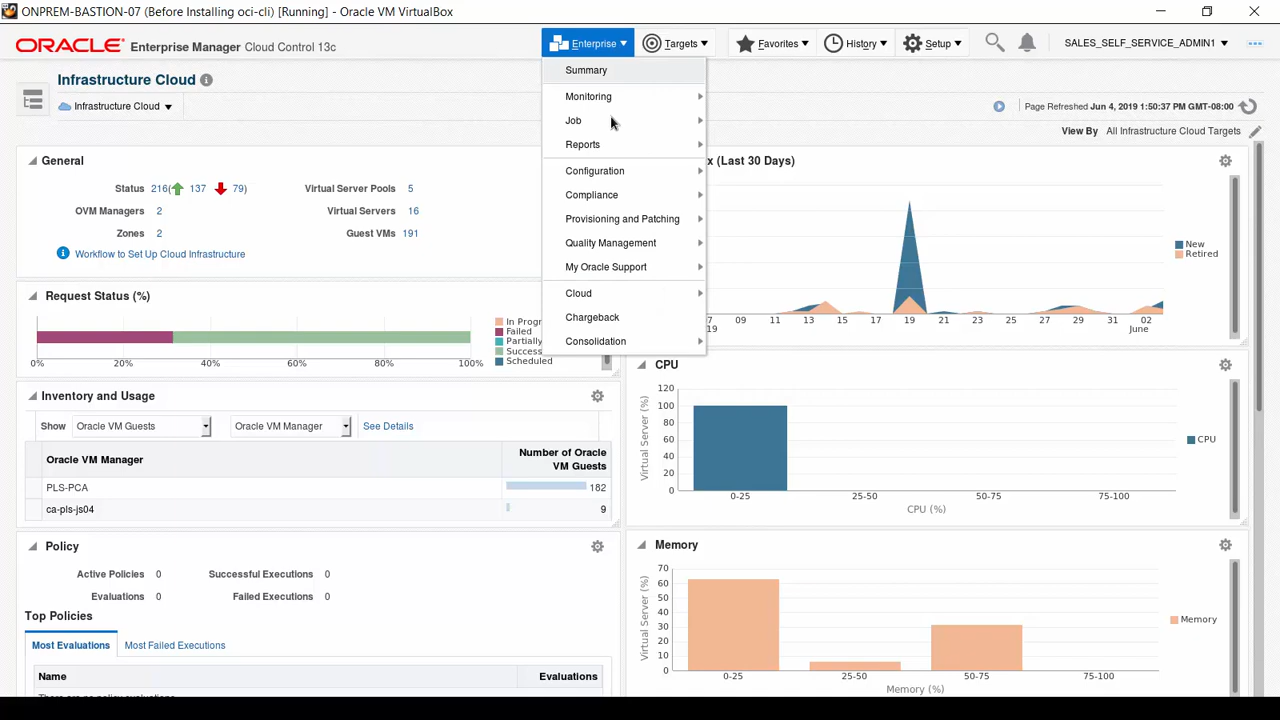 ONPREM-BASTION-07 (Before Installing oci-cli) [Running] - Oracle VM VirtualBox
ORACLE Enterprise Manager Cloud Control 13c
Enterprise Targets Favorites History Setup SALES_SELF_SERVICE_ADMIN1
Infrastructure Cloud
Infrastructure Cloud
Page Refreshed Jun 4, 2019 1:50:37 PM GMT-08:00
View By All Infrastructure Cloud Targets
Summary
Monitoring
Job
Reports
Configuration
Compliance
Provisioning and Patching
Quality Management
My Oracle Support
Cloud
Chargeback
Consolidation
General
Status 216( 137 79)
OVM Managers 2
Zones 2
Virtual Server Pools 5
Virtual Servers 16
Guest VMs 191
Workflow to Set Up Cloud Infrastructure
(Last 30 Days)
New
Retired
09 11 13 15 17 19 21 23 25 27 29 31 02
19 June
Request Status (%)
In Progr
Failed
Partially
Succes
Scheduled
0% 20% 40% 60% 80% 100%
Inventory and Usage
Show Oracle VM Guests Oracle VM Manager See Details
Oracle VM Manager Number of Oracle VM Guests
PLS-PCA 182
ca-pls-js04 9
CPU
120
100
80
60
40
20
0
Virtual Server (%)
0-25 25-50 50-75 75-100
CPU (%)
CPU
Policy
Active Policies 0 Successful Executions 0
Evaluations 0 Failed Executions 0
Top Policies
Most Evaluations Most Failed Executions
Name Evaluations
Memory
70
60
50
40
30
20
10
0
Virtual Server (%)
0-25 25-50 50-75 75-100
Memory (%)
Memory